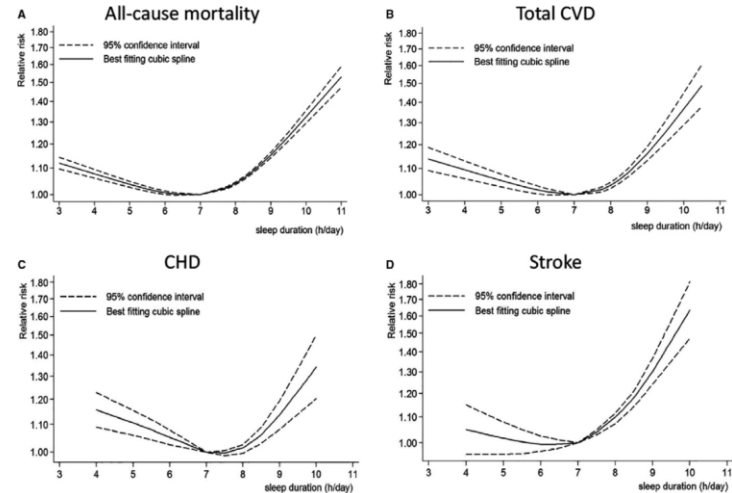 A
All-cause mortality
Relative risk
1.80
1.70
1.60
1.50
1.40
1.30
1.20
1.10
1.00
95% confidence interval
Best fitting cubic spline
3 4 5 6 7 8 9 10 11
sleep duration (h/day)
B
Total CVD
Relative risk
1.80
1.70
1.60
1.50
1.40
1.30
1.20
1.10
1.00
95% confidence interval
Best fitting cubic spline
3 4 5 6 7 8 9 10 11
sleep duration (h/day)
C
CHD
Relative risk
1.80
1.70
1.60
1.50
1.40
1.30
1.20
1.10
1.00
95% confidence interval
Best fitting cubic spline
3 4 5 6 7 8 9 10 11
sleep duration (h/day)
D
Stroke
Relative risk
1.80
1.70
1.60
1.50
1.40
1.30
1.20
1.10
1.00
95% confidence interval
Best fitting cubic spline
3 4 5 6 7 8 9 10 11
sleep duration (h/day)